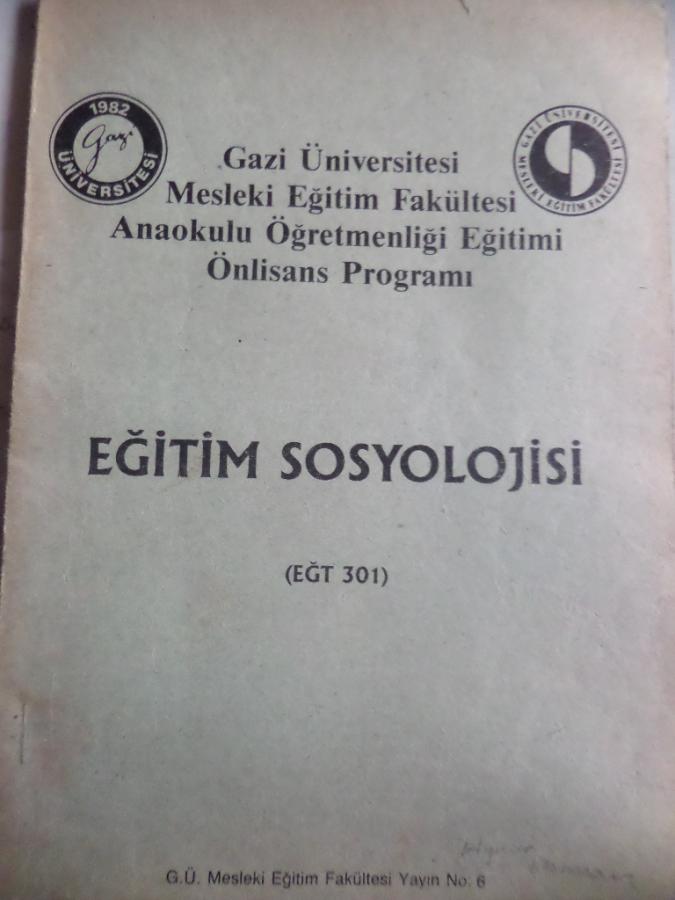 1982
Gazi
ÜNİVERSİTESİ
GAZİ ÜNİVERSİTESİ
MESLEKİ EĞİTİM FAKÜLTESİ
Gazi Üniversitesi
Mesleki Eğitim Fakültesi
Anaokulu Öğretmenliği Eğitimi
Önlisans Programı
EĞİTİM SOSYOLOJİSİ
(EĞT 301)
G.Ü. Mesleki Eğitim Fakültesi Yayın No: 6